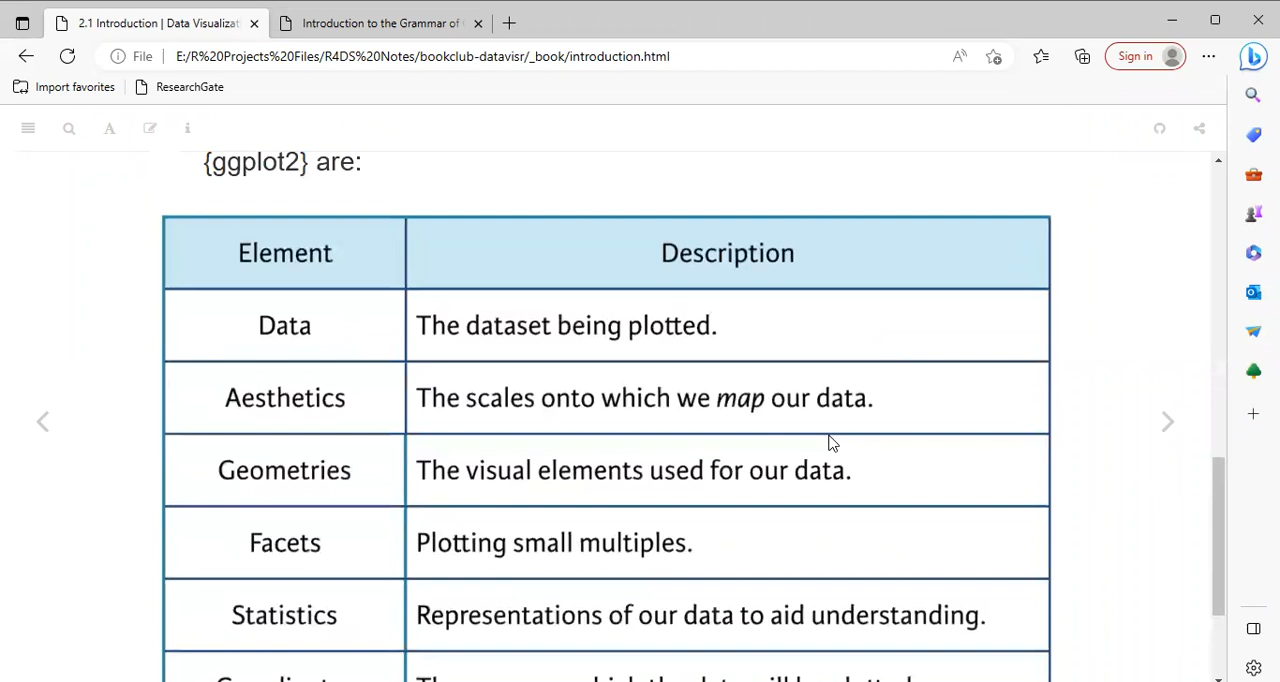 2.1 Introduction | Data Visualizat
Introduction to the Grammar of
File
E:/R%20Projects%20Files/R4DS%20Notes/bookclub-datavisr/_book/introduction.html
Sign in
Import favorites
ResearchGate
{ggplot2} are:
Element Description
Data The dataset being plotted.
Aesthetics The scales onto which we map our data.
Geometries The visual elements used for our data.
Facets Plotting small multiples.
Statistics Representations of our data to aid understanding.